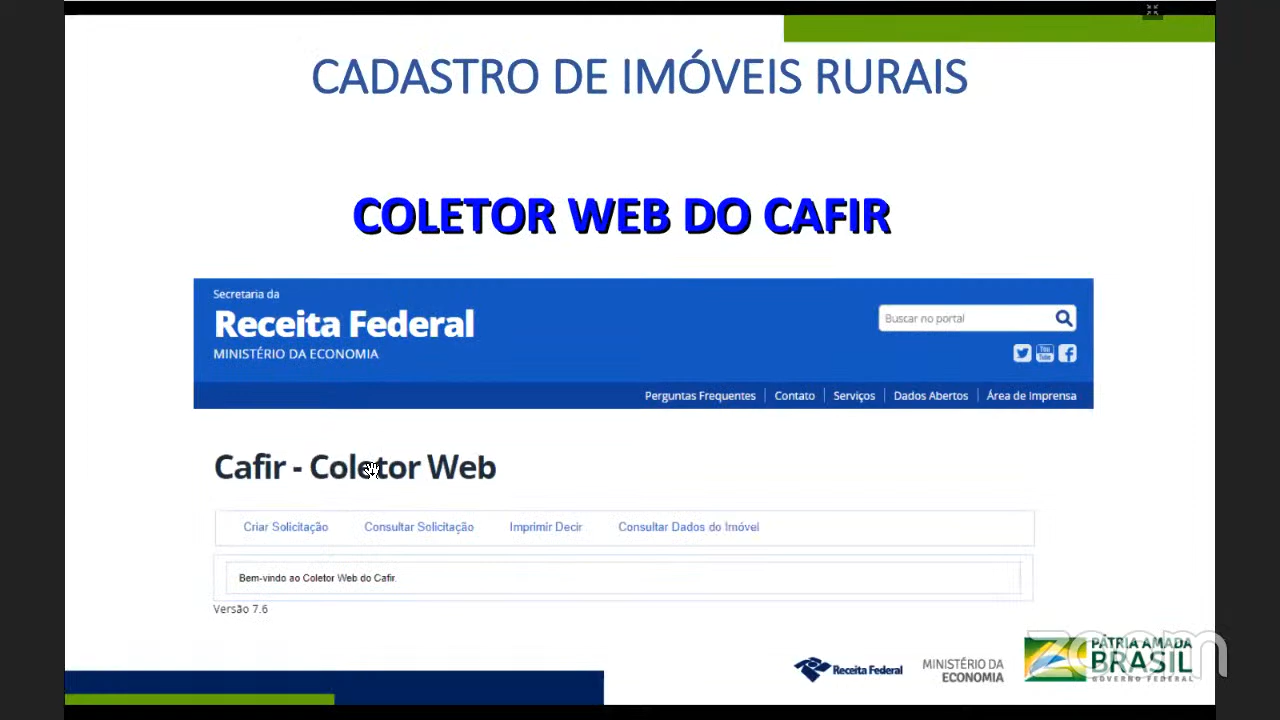 CADASTRO DE IMÓVEIS RURAIS
COLETOR WEB DO CAFIR
Secretaria da
Receita Federal
MINISTÉRIO DA ECONOMIA
Buscar no portal
You Tube
Perguntas Frequentes
Contato
Serviços
Dados Abertos
Área de Imprensa
Cafir - Coletor Web
Criar Solicitação
Consultar Solicitação
Imprimir Decir
Consultar Dados do Imóvel
Bem-vindo ao Coletor Web do Cafir.
Versão 7.6
Receita Federal
MINISTÉRIO DA
ECONOMIA
PÁTRIA AMADA
BRASIL
GOVERNO FEDERAL
zoom